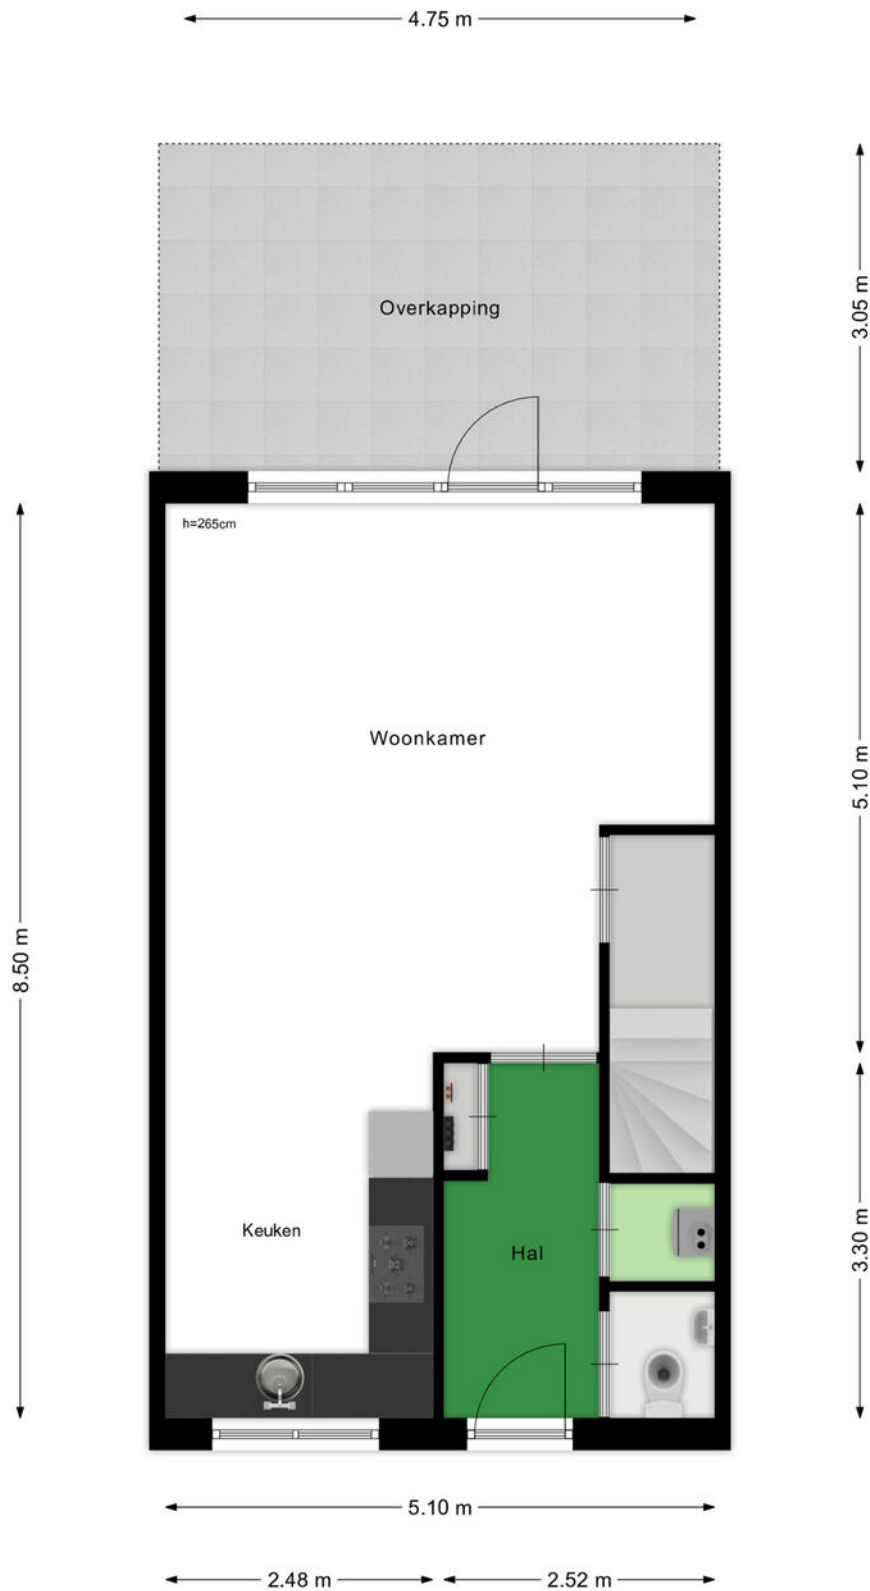 4.75 m
3.05 m
Overkapping
h=265cm
Woonkamer
5.10 m
8.50 m
Keuken
Hal
3.30 m
5.10 m
2.48 m
2.52 m